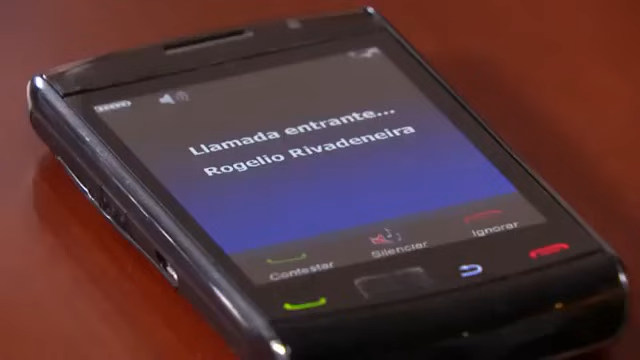 Llamada entrante...
Rogelio Rivadeneira
Contestar
Silenciar
Ignorar